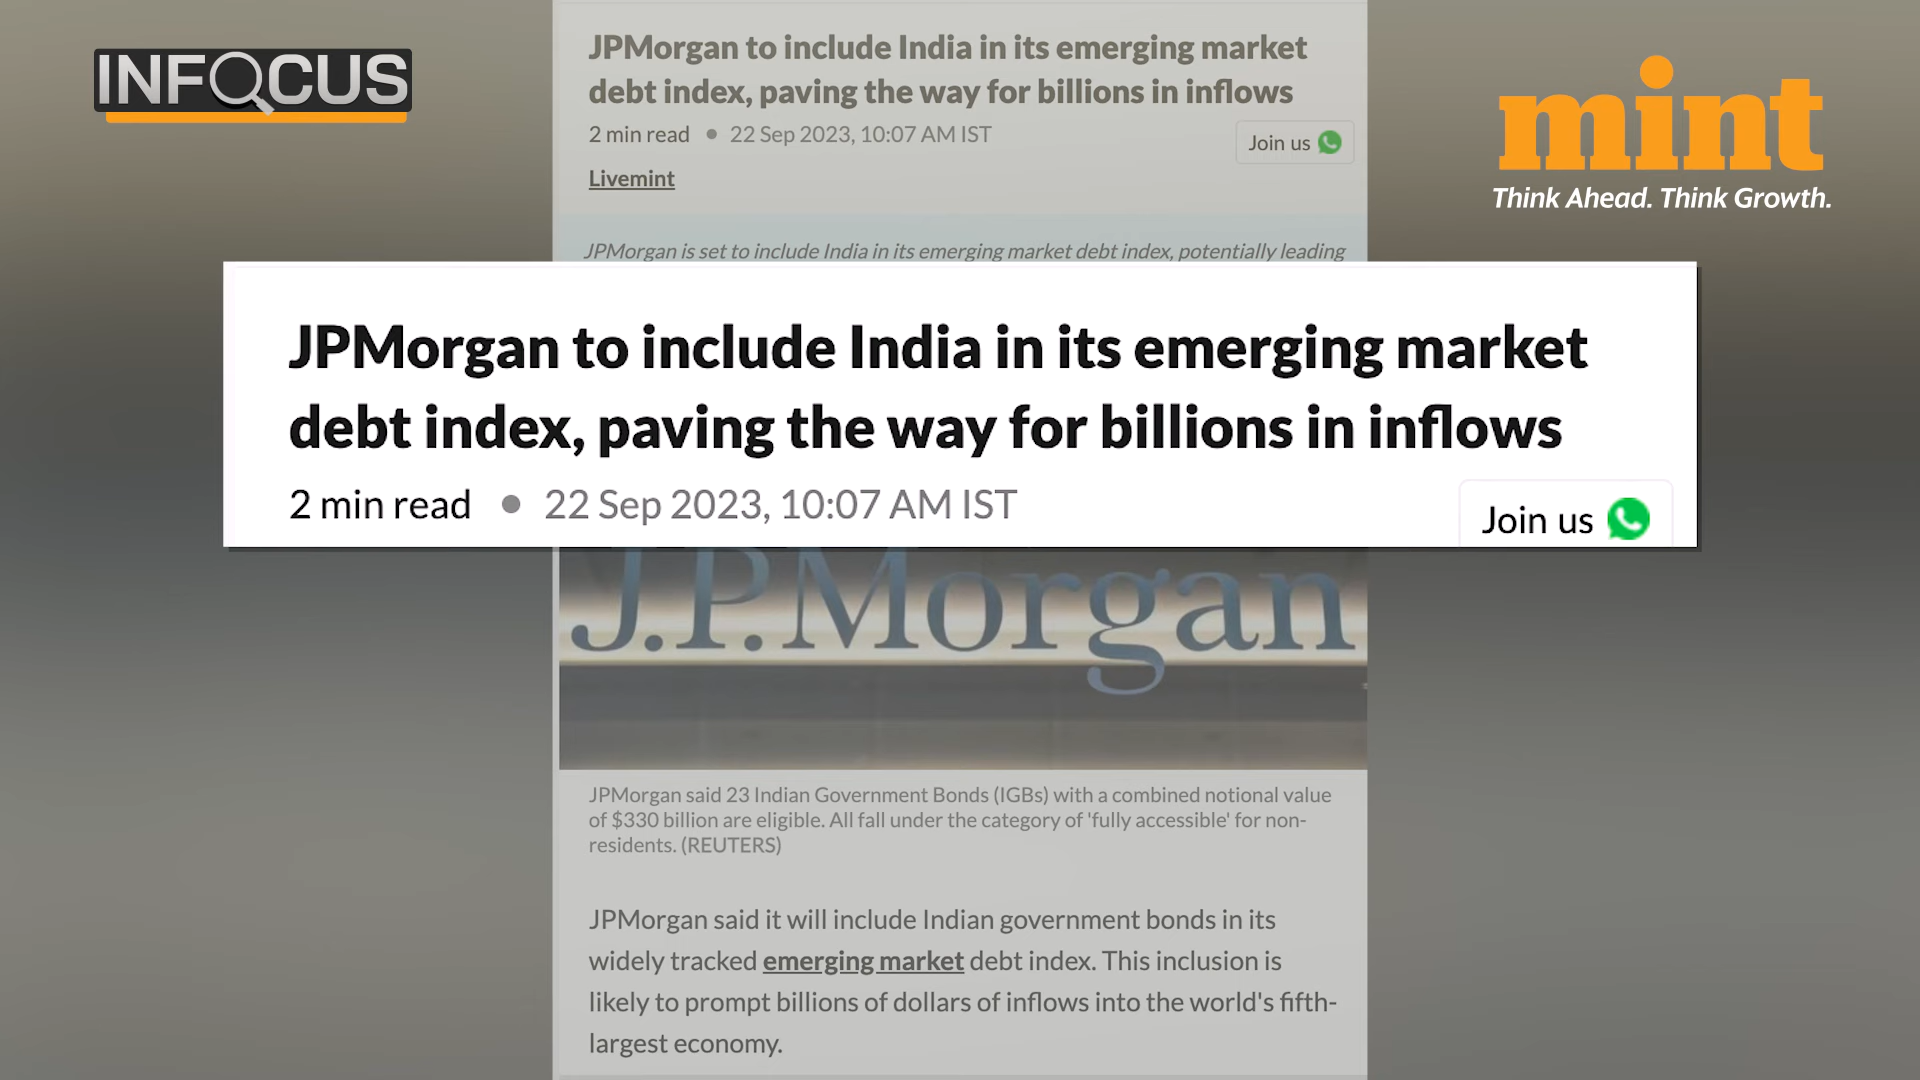 INFOCUS
mint
Think Ahead. Think Growth.
JPMorgan to include India in its emerging market
debt index, paving the way for billions in inflows
2 min read • 22 Sep 2023, 10:07 AM IST
Join us
Livemint
JPMorgan is set to include India in its emerging market debt index, potentially leading
JPMorgan to include India in its emerging market
debt index, paving the way for billions in inflows
2 min read • 22 Sep 2023, 10:07 AM IST
Join us
J.P.Morgan
JPMorgan said 23 Indian Government Bonds (IGBs) with a combined notional value
of $330 billion are eligible. All fall under the category of 'fully accessible' for non-
residents. (REUTERS)
JPMorgan said it will include Indian government bonds in its
widely tracked emerging market debt index. This inclusion is
likely to prompt billions of dollars of inflows into the world's fifth-
largest economy.